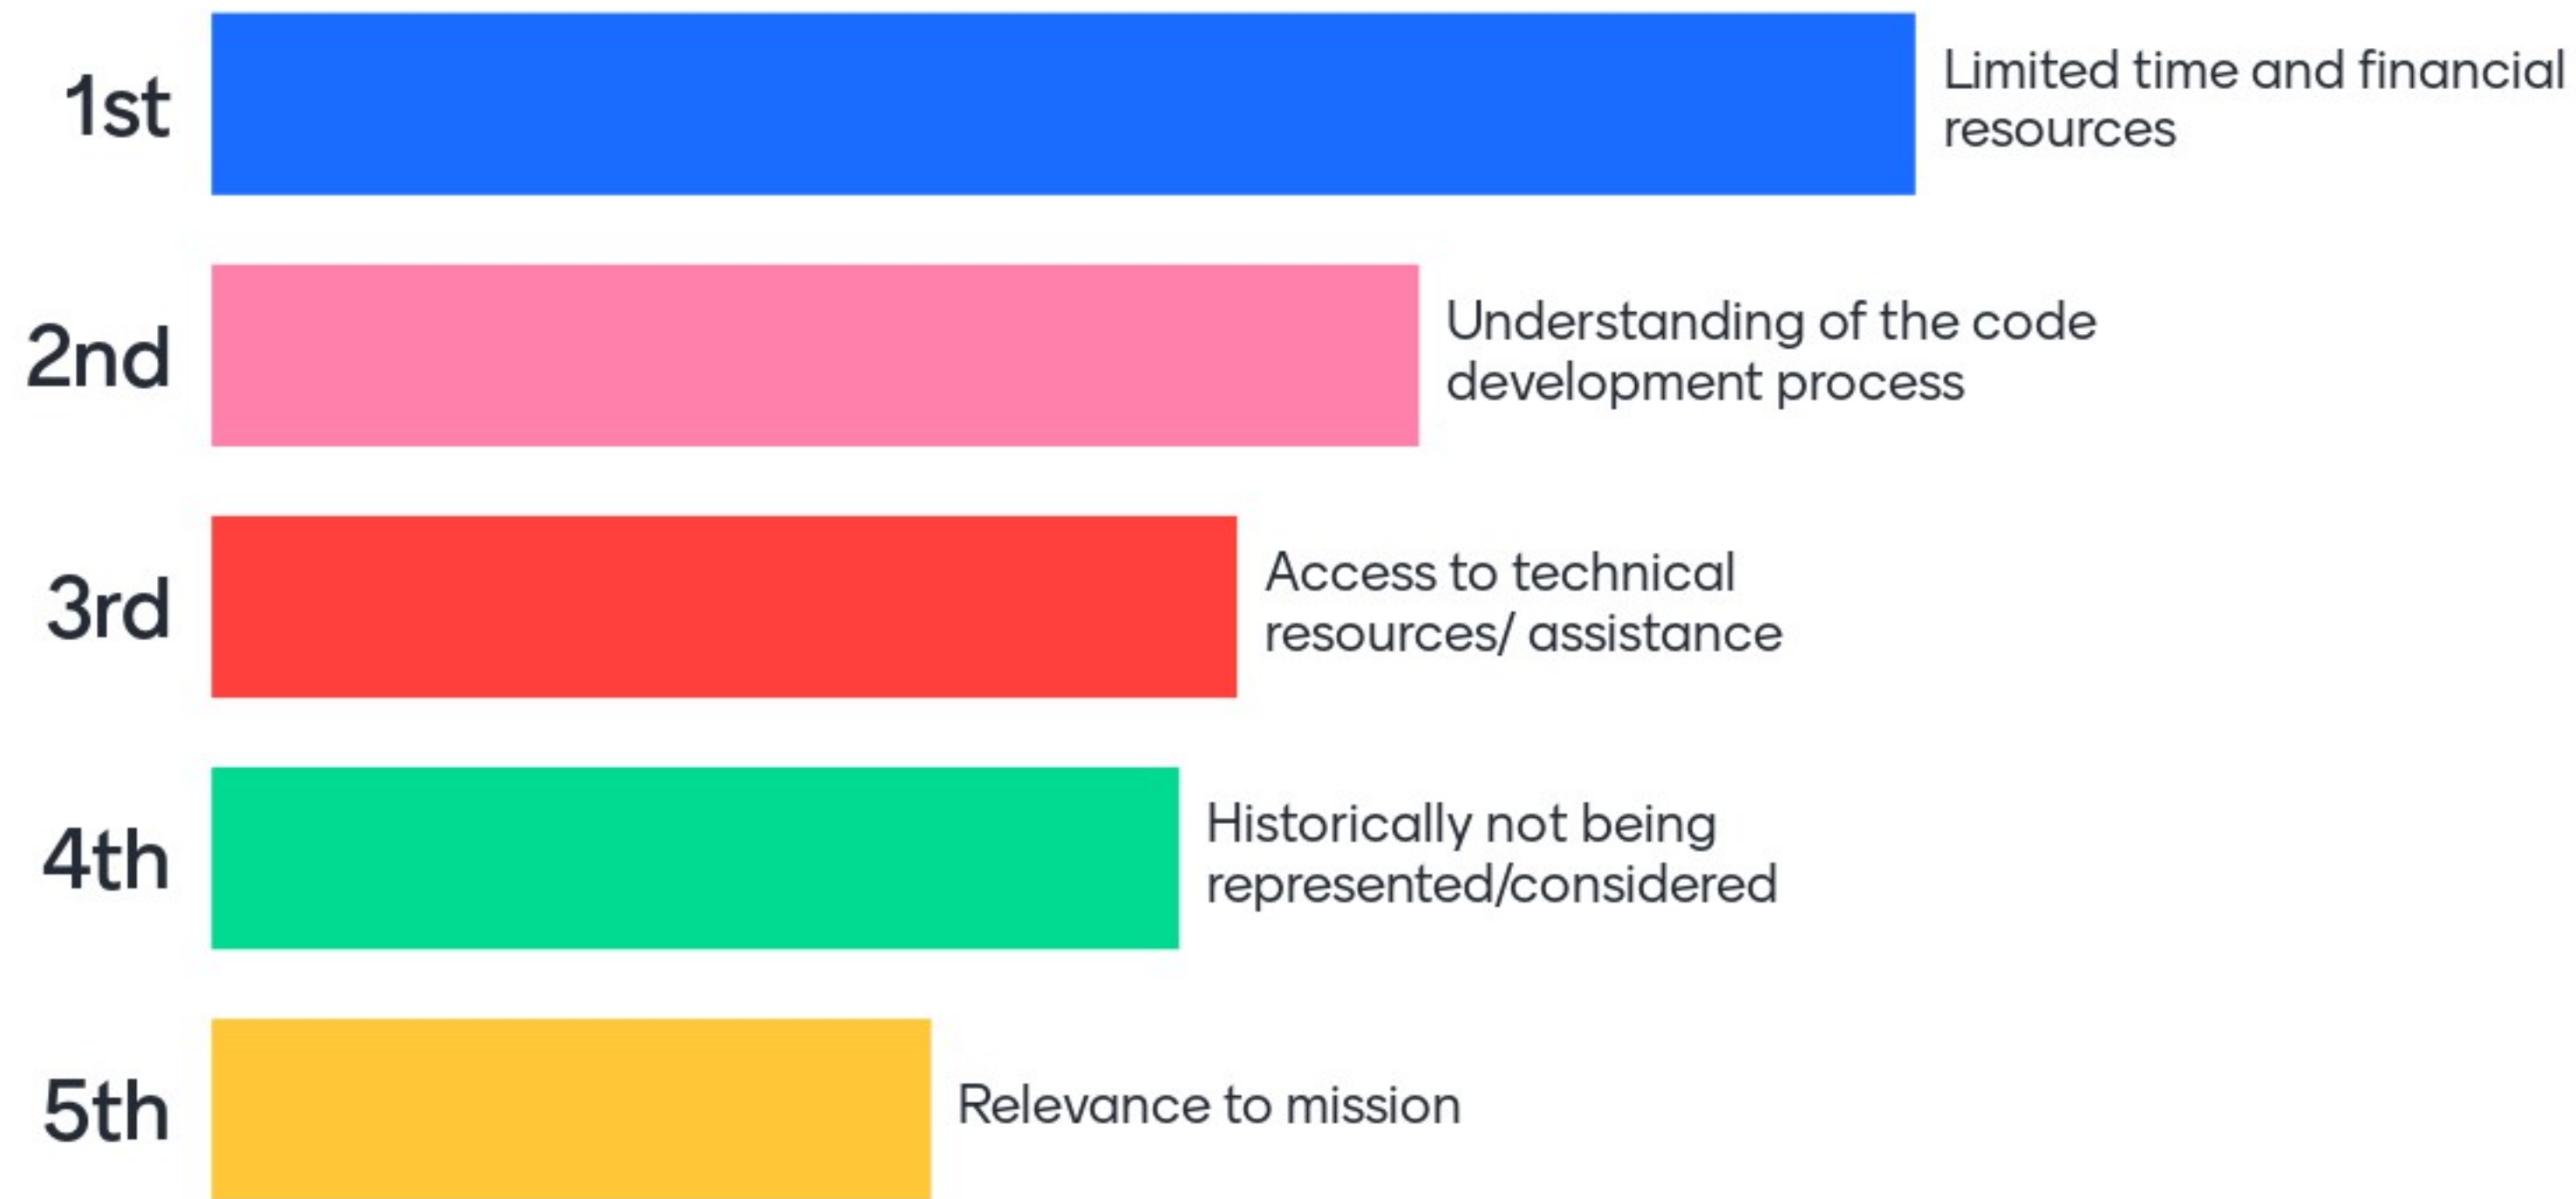 1st
Limited time and financial
resources
2nd
Understanding of the code
development process
3rd
Access to technical
resources/ assistance
4th
Historically not being
represented/considered
5th
Relevance to mission